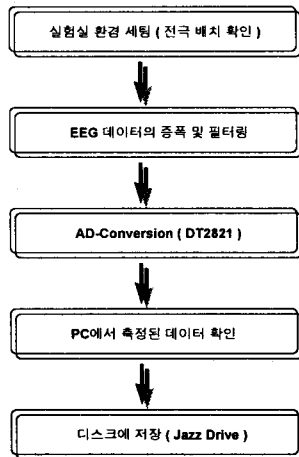 실험실 환경 세팅 ( 전극 배치 확인 )
EEG 데이터의 증폭 및 필터링
AD-Conversion ( DT2821 )
PC에서 측정된 데이터 확인
디스크에 저장 ( Jazz Drive )